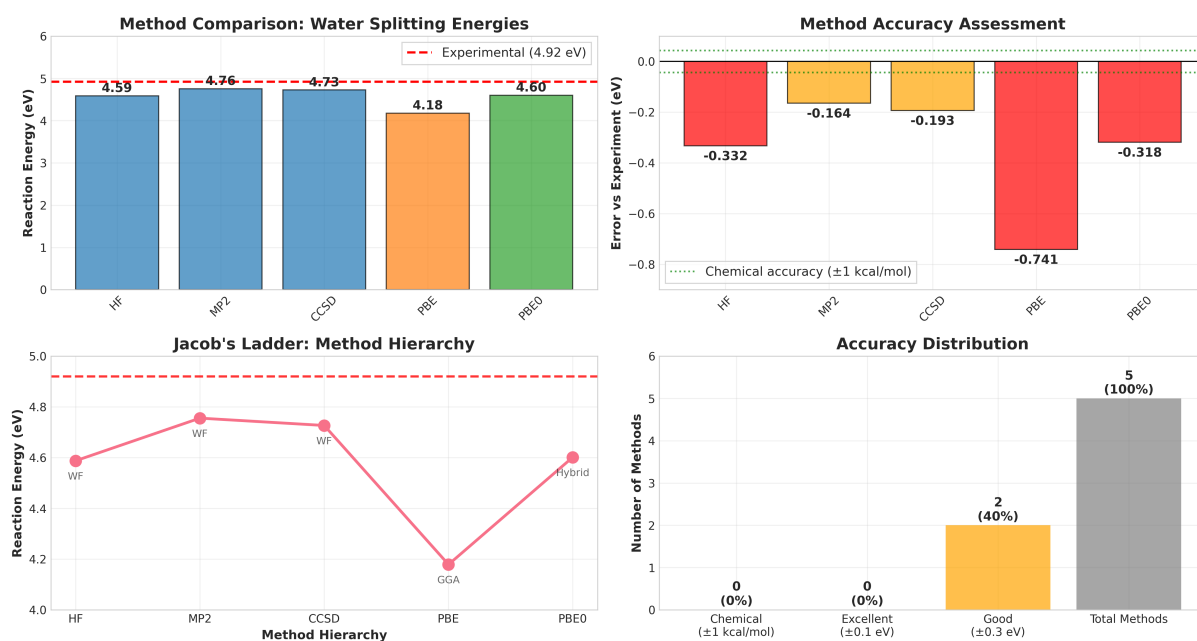 Method Comparison: Water Splitting Energies
Reaction Energy (eV)
6
5
4
3
2
1
0
Experimental (4.92 eV)
4.59
4.76
4.73
4.18
4.60
HF
MP2
CCSD
PBE
PBE0
Method Accuracy Assessment
Error vs Experiment (eV)
0.0
−0.2
−0.4
−0.6
−0.8
-0.332
-0.164
-0.193
-0.741
-0.318
Chemical accuracy (±1 kcal/mol)
HF
MP2
CCSD
PBE
PBE0
Jacob's Ladder: Method Hierarchy
Reaction Energy (eV)
5.0
4.8
4.6
4.4
4.2
4.0
WF
WF
WF
GGA
Hybrid
HF
MP2
CCSD
PBE
PBE0
Method Hierarchy
Accuracy Distribution
Number of Methods
6
5
4
3
2
1
0
0
(0%)
0
(0%)
2
(40%)
5
(100%)
Chemical
(±1 kcal/mol)
Excellent
(±0.1 eV)
Good
(±0.3 eV)
Total Methods